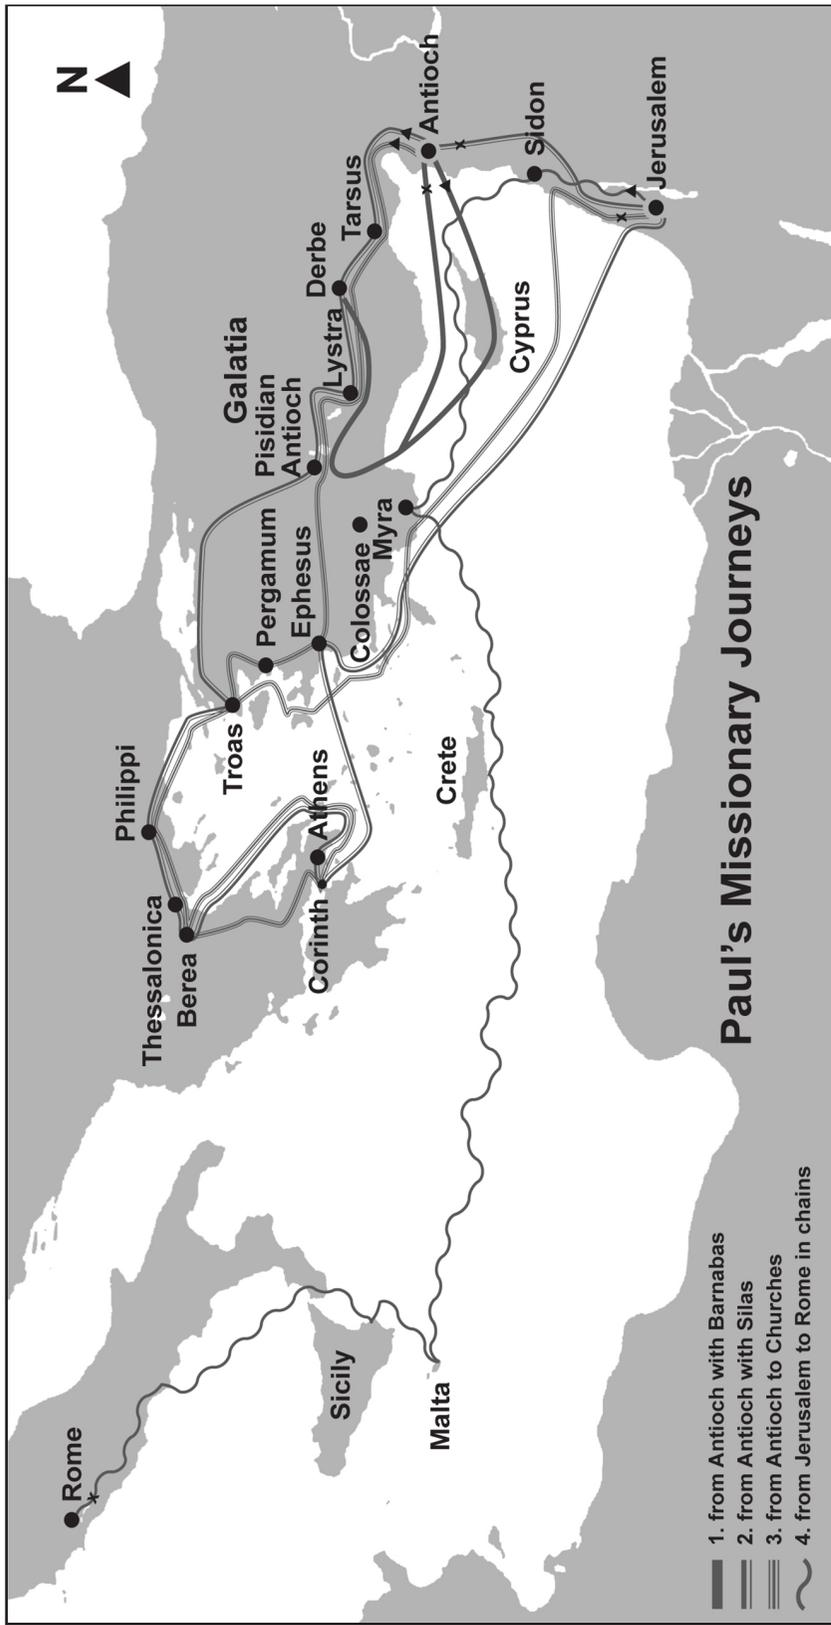 N
Rome
Sicily
Malta
Thessalonica
Berea
Philippi
Corinth
Athens
Troas
Crete
Pergamum
Ephesus
Colossae
Myra
Galatia
Pisidian
Antioch
Lystra
Derbe
Tarsus
Antioch
Cyprus
Sidon
Jerusalem
Paul's Missionary Journeys
1. from Antioch with Barnabas
2. from Antioch with Silas
3. from Antioch to Churches
4. from Jerusalem to Rome in chains